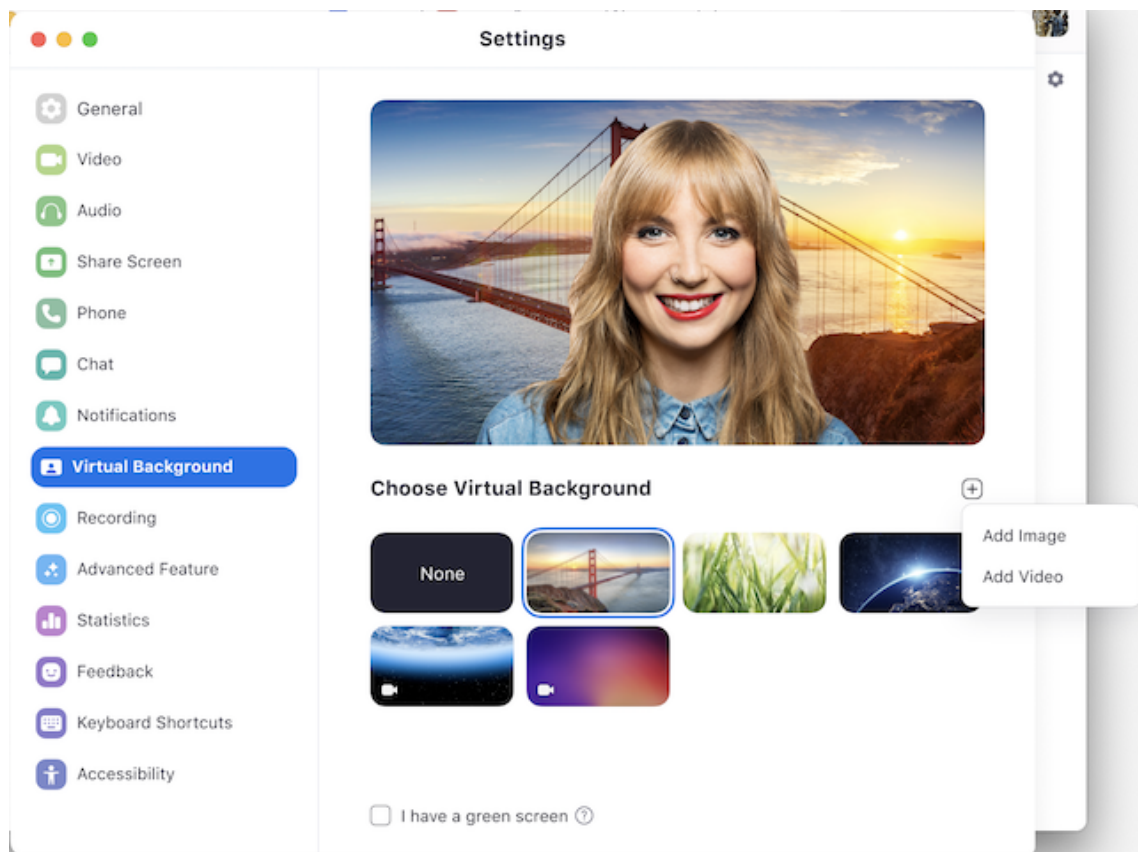 Settings
General
Video
Audio
Share Screen
Phone
Chat
Notifications
Virtual Background
Recording
Advanced Feature
Statistics
Feedback
Keyboard Shortcuts
Accessibility
Choose Virtual Background
Add Image
Add Video
None
I have a green screen ?